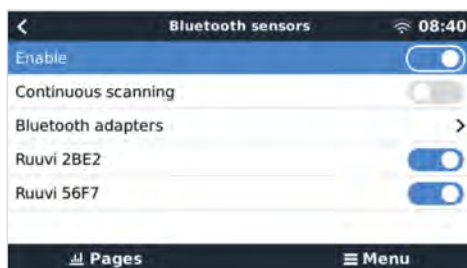 Bluetooth sensors 08:40
Enable
Continuous scanning
Bluetooth adapters
Ruuvi 2BE2
Ruuvi 56F7
Pages Menu